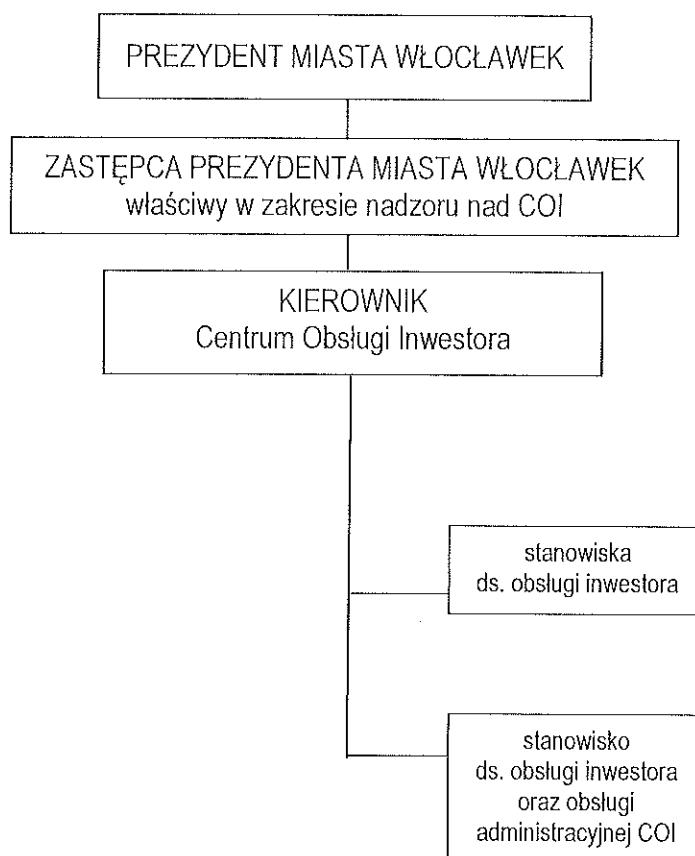 PREZYDENT MIASTA WŁOCŁAWEK
ZASTĘPCA PREZYDENTA MIASTA WŁOCŁAWEK
właściwy w zakresie nadzoru nad COI
KIEROWNIK
Centrum Obsługi Inwestora
stanowiska
ds. obsługi inwestora
stanowisko
ds. obsługi inwestora
oraz obsługi
administracyjnej COI